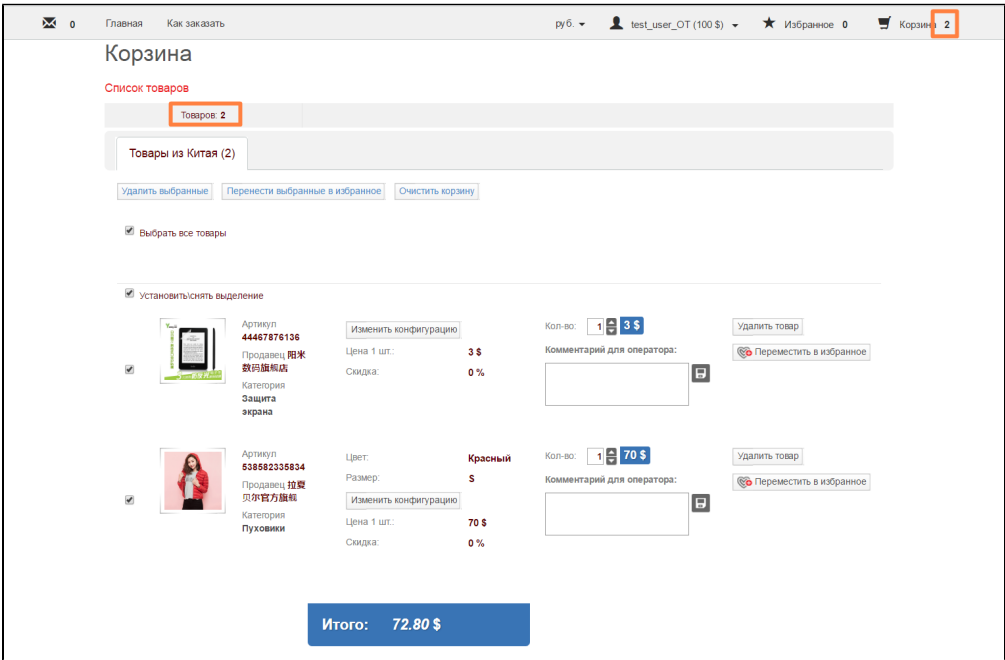 0 Главная Как заказать руб. test_user_OT (100 $) Избранное 0 Корзина 2
Корзина
Список товаров
Товаров: 2
Товары из Китая (2)
Удалить выбранные Перенести выбранные в избранное Очистить корзину
Выбрать все товары
Установить\снять выделение
Артикул
44467876136
Продавец 阳米
数码旗舰店
Категория
Защита
экрана
Изменить конфигурацию
Цена 1 шт.: 3 $
Скидка: 0 %
Кол-во: 1 3 $
Комментарий для оператора:
Удалить товар
Переместить в избранное
Артикул
538582335834
Продавец 拉夏
贝尔官方旗舰
Категория
Пуховики
Цвет: Красный
Размер: S
Изменить конфигурацию
Цена 1 шт.: 70 $
Скидка: 0 %
Кол-во: 1 70 $
Комментарий для оператора:
Удалить товар
Переместить в избранное
Итого: 72.80 $